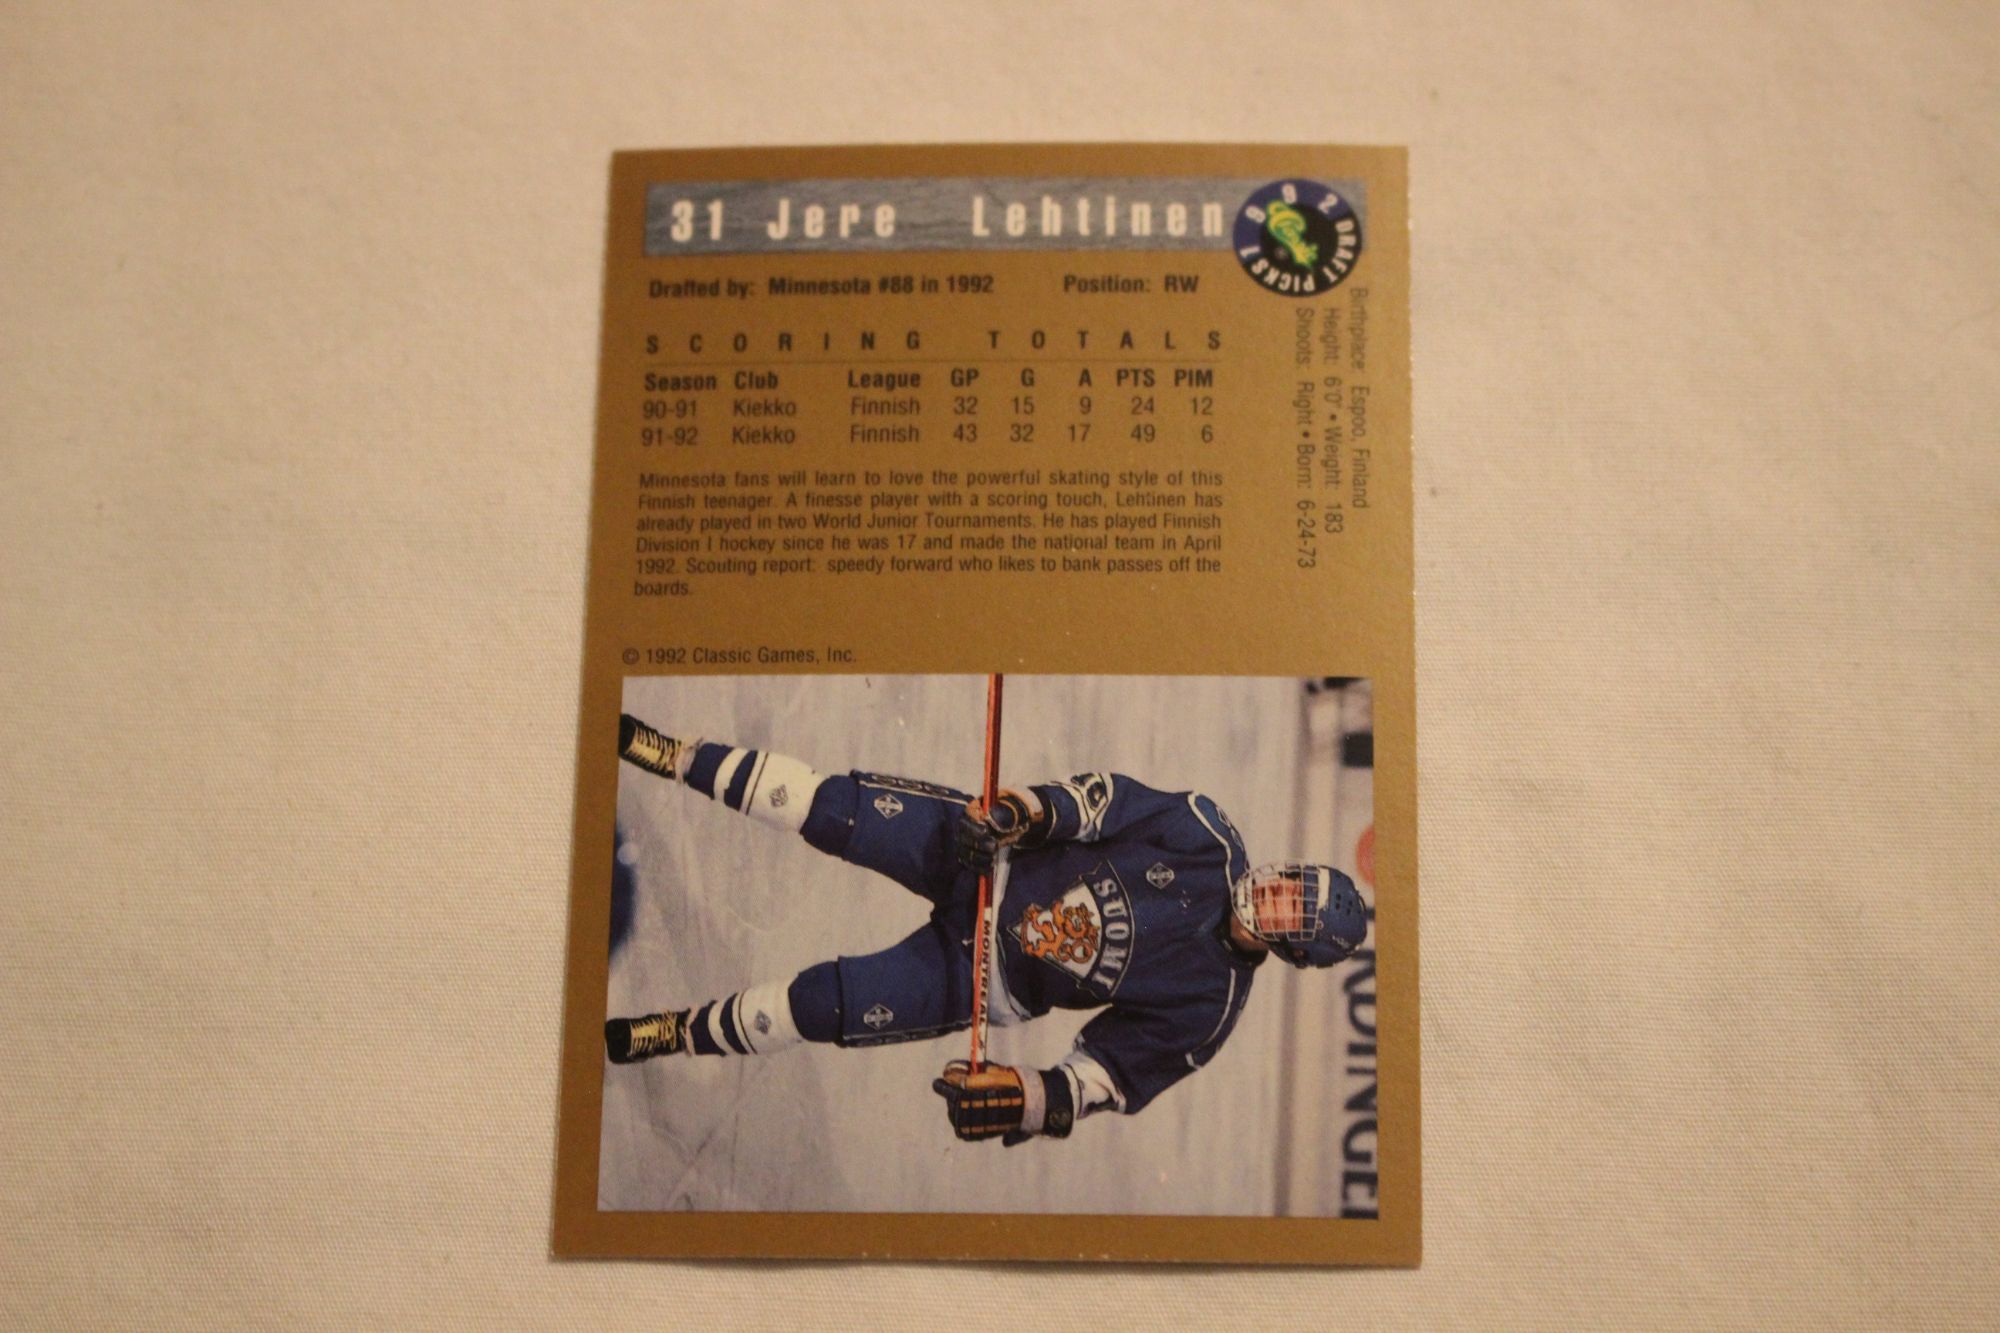 31 Jere Lehtinen
1992 DRAFT PICKS
Classic
Drafted by: Minnesota #88 in 1992 Position: RW
Birthplace: Espoo, Finland
Height: 6'0" • Weight: 183
Shoots: Right • Born: 6-24-73
SCORING TOTALS
Season Club League GP G A PTS PIM
90-91 Kiekko Finnish 32 15 9 24 12
91-92 Kiekko Finnish 43 32 17 49 6
Minnesota fans will learn to love the powerful skating style of this
Finnish teenager. A finesse player with a scoring touch, Lehtinen has
already played in two World Junior Tournaments. He has played Finnish
Division I hockey since he was 17 and made the national team in April
1992. Scouting report: speedy forward who likes to bank passes off the
boards.
© 1992 Classic Games, Inc.
SUOMI
MONTREAL